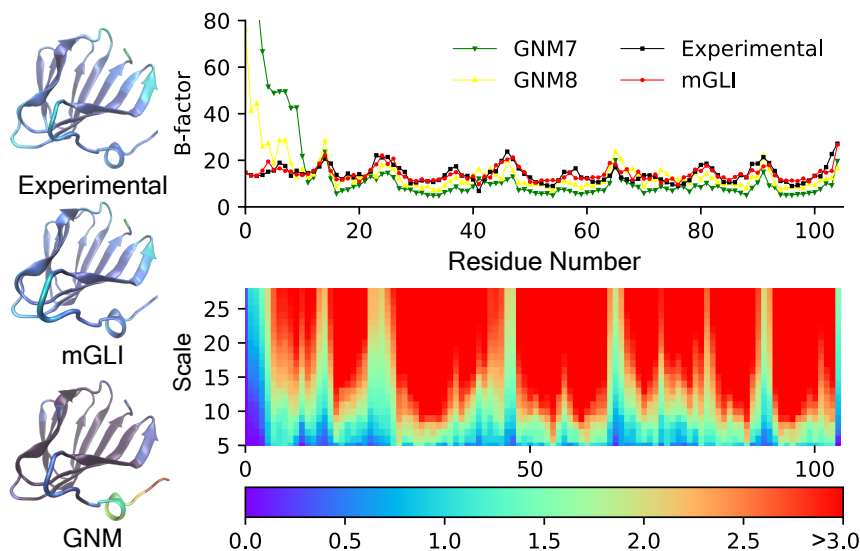 Experimental
mGLI
GNM
B-factor
80
60
40
20
0
GNM7
GNM8
Experimental
mGLI
0 20 40 60 80 100
Residue Number
Scale
25
20
15
10
5
0 50 100
0.0 0.5 1.0 1.5 2.0 2.5 >3.0